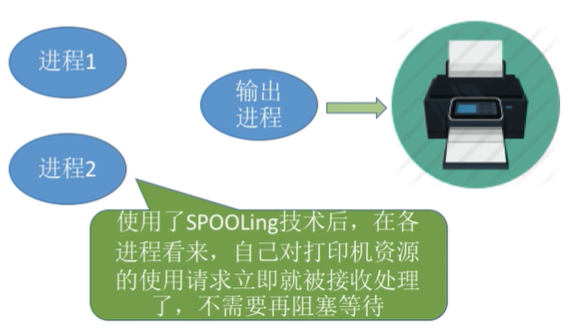 进程1
输出
进程
进程2
使用了SPOOLing技术后，在各
进程看来，自己对打印机资源
的使用请求立即就被接收处理
了，不需要再阻塞等待